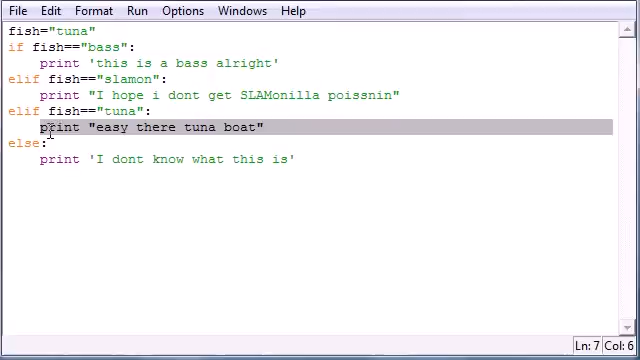 File Edit Format Run Options Windows Help
fish="tuna"
if fish=="bass":
    print 'this is a bass alright'
elif fish=="slamon":
    print "I hope i dont get SLAMonilla poissnin"
elif fish=="tuna":
    print "easy there tuna boat"
else:
    print 'I dont know what this is'
Ln: 7 Col: 6